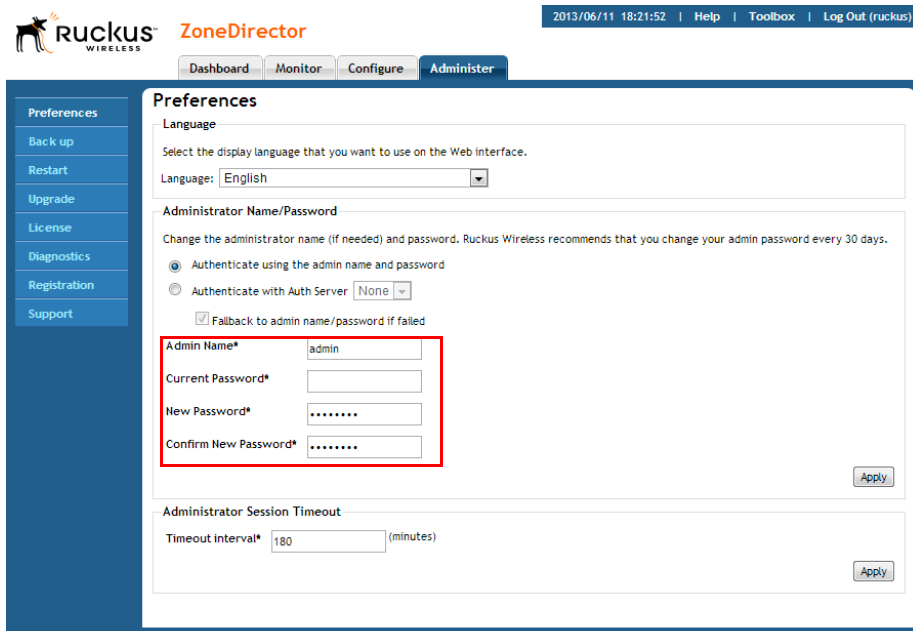 2013/06/11 18:21:52 | Help | Toolbox | Log Out (ruckus)
RUCKUS™
WIRELESS
ZoneDirector
Dashboard Monitor Configure Administer
Preferences
Back up
Restart
Upgrade
License
Diagnostics
Registration
Support
Preferences
Language
Select the display language that you want to use on the Web interface.
Language: English
Administrator Name/Password
Change the administrator name (if needed) and password. Ruckus Wireless recommends that you change your admin password every 30 days.
Authenticate using the admin name and password
Authenticate with Auth Server None
Fallback to admin name/password if failed
Admin Name* admin
Current Password*
New Password* ••••••••
Confirm New Password* ••••••••
Apply
Administrator Session Timeout
Timeout interval* 180 (minutes)
Apply